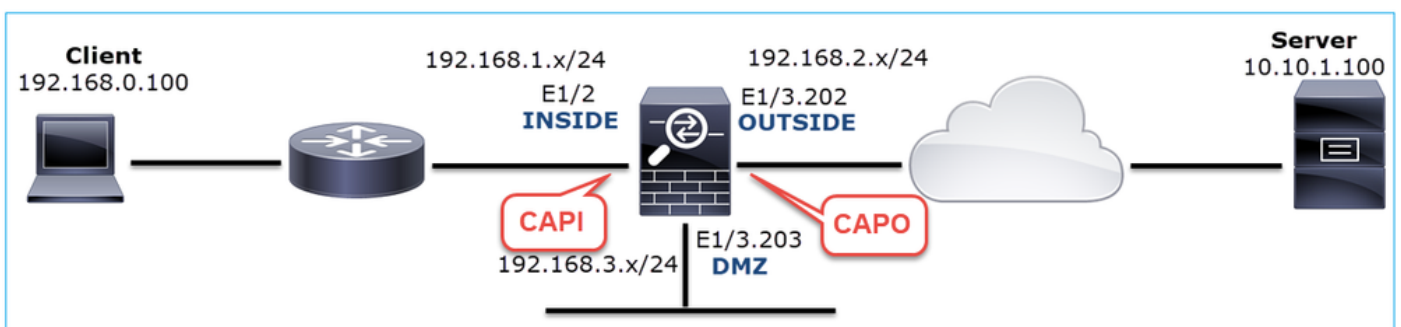 Client
192.168.0.100
192.168.1.x/24
E1/2
INSIDE
192.168.2.x/24
E1/3.202
OUTSIDE
Server
10.10.1.100
CAPI
CAPO
E1/3.203
192.168.3.x/24
DMZ